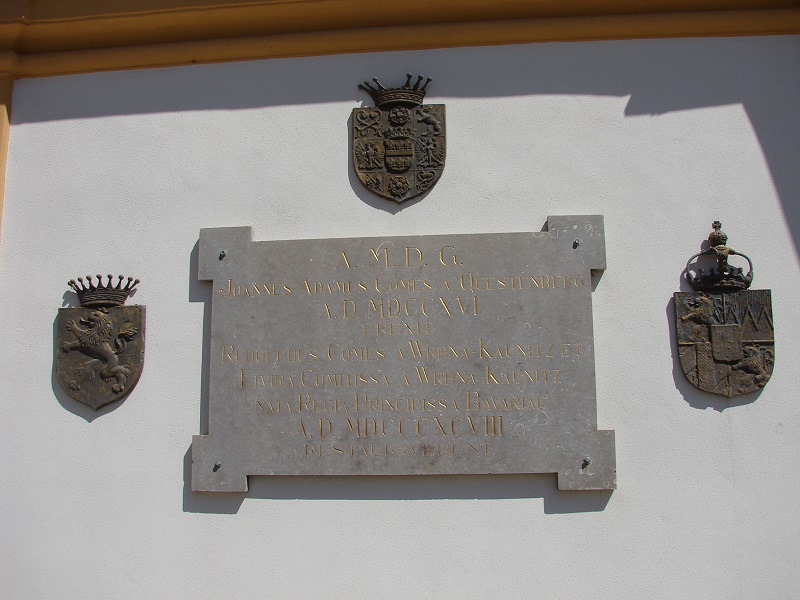 A. M. D. G.
JOANNES ADAMUS COMES A QUESTENBERG
A.D. MDCCXVI
EREXIT
RUDOLPHUS COMES A WRBNA-KAUNITZ ET
ELVIRA COMITISSA A WRBNA-KAUNITZ
NATA REGIA PRINCIPISSA BAVARIAE
A.D. MDCCCXCVIII
RESTAURAVERUNT